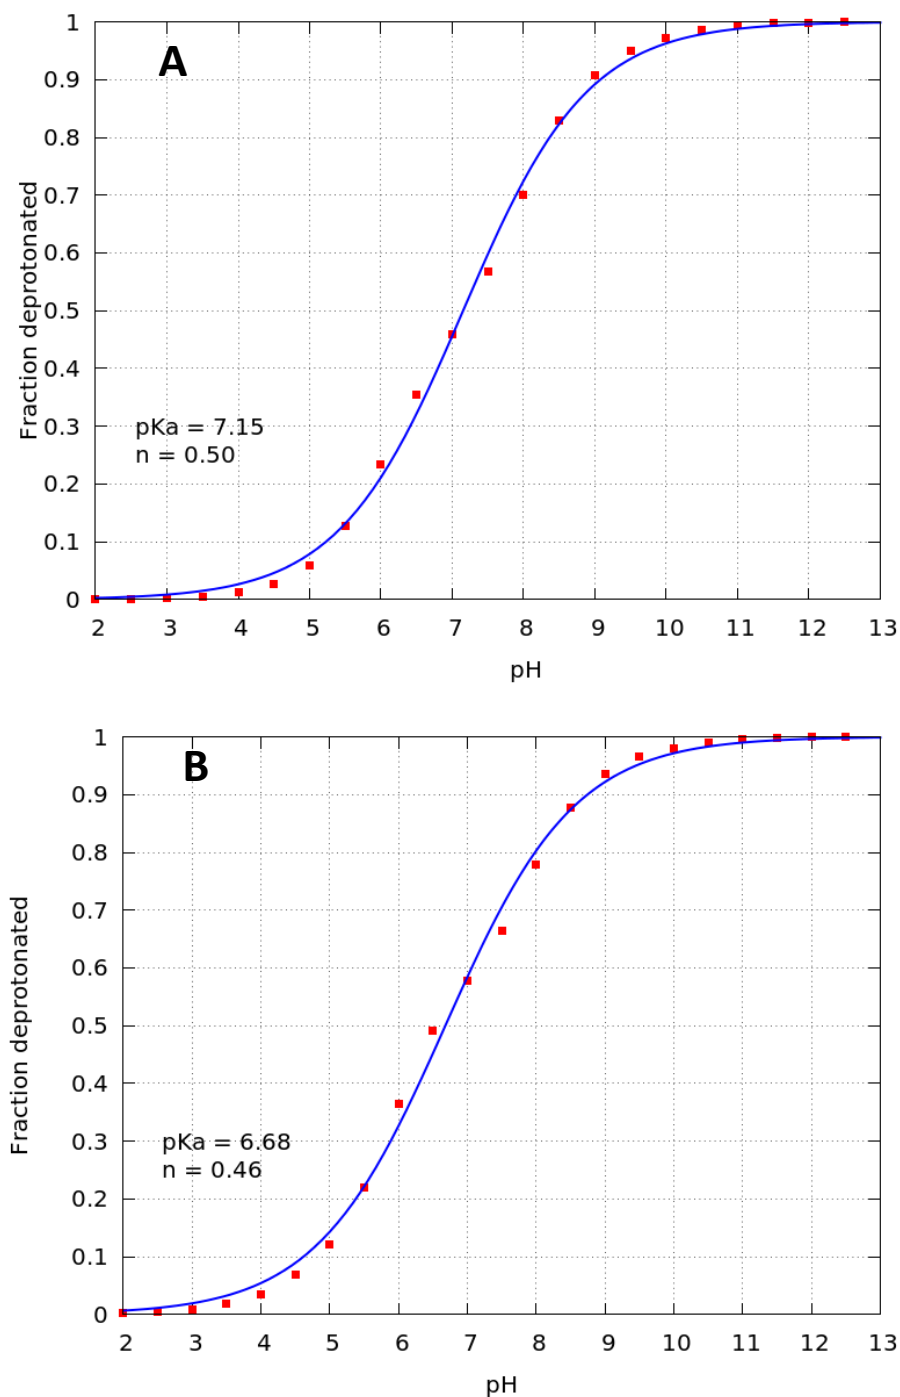 A
1
0.9
0.8
0.7
0.6
0.5
0.4
0.3
0.2
0.1
0
Fraction deprotonated
pKa = 7.15
n = 0.50
2 3 4 5 6 7 8 9 10 11 12 13
pH
B
1
0.9
0.8
0.7
0.6
0.5
0.4
0.3
0.2
0.1
0
Fraction deprotonated
pKa = 6.68
n = 0.46
2 3 4 5 6 7 8 9 10 11 12 13
pH